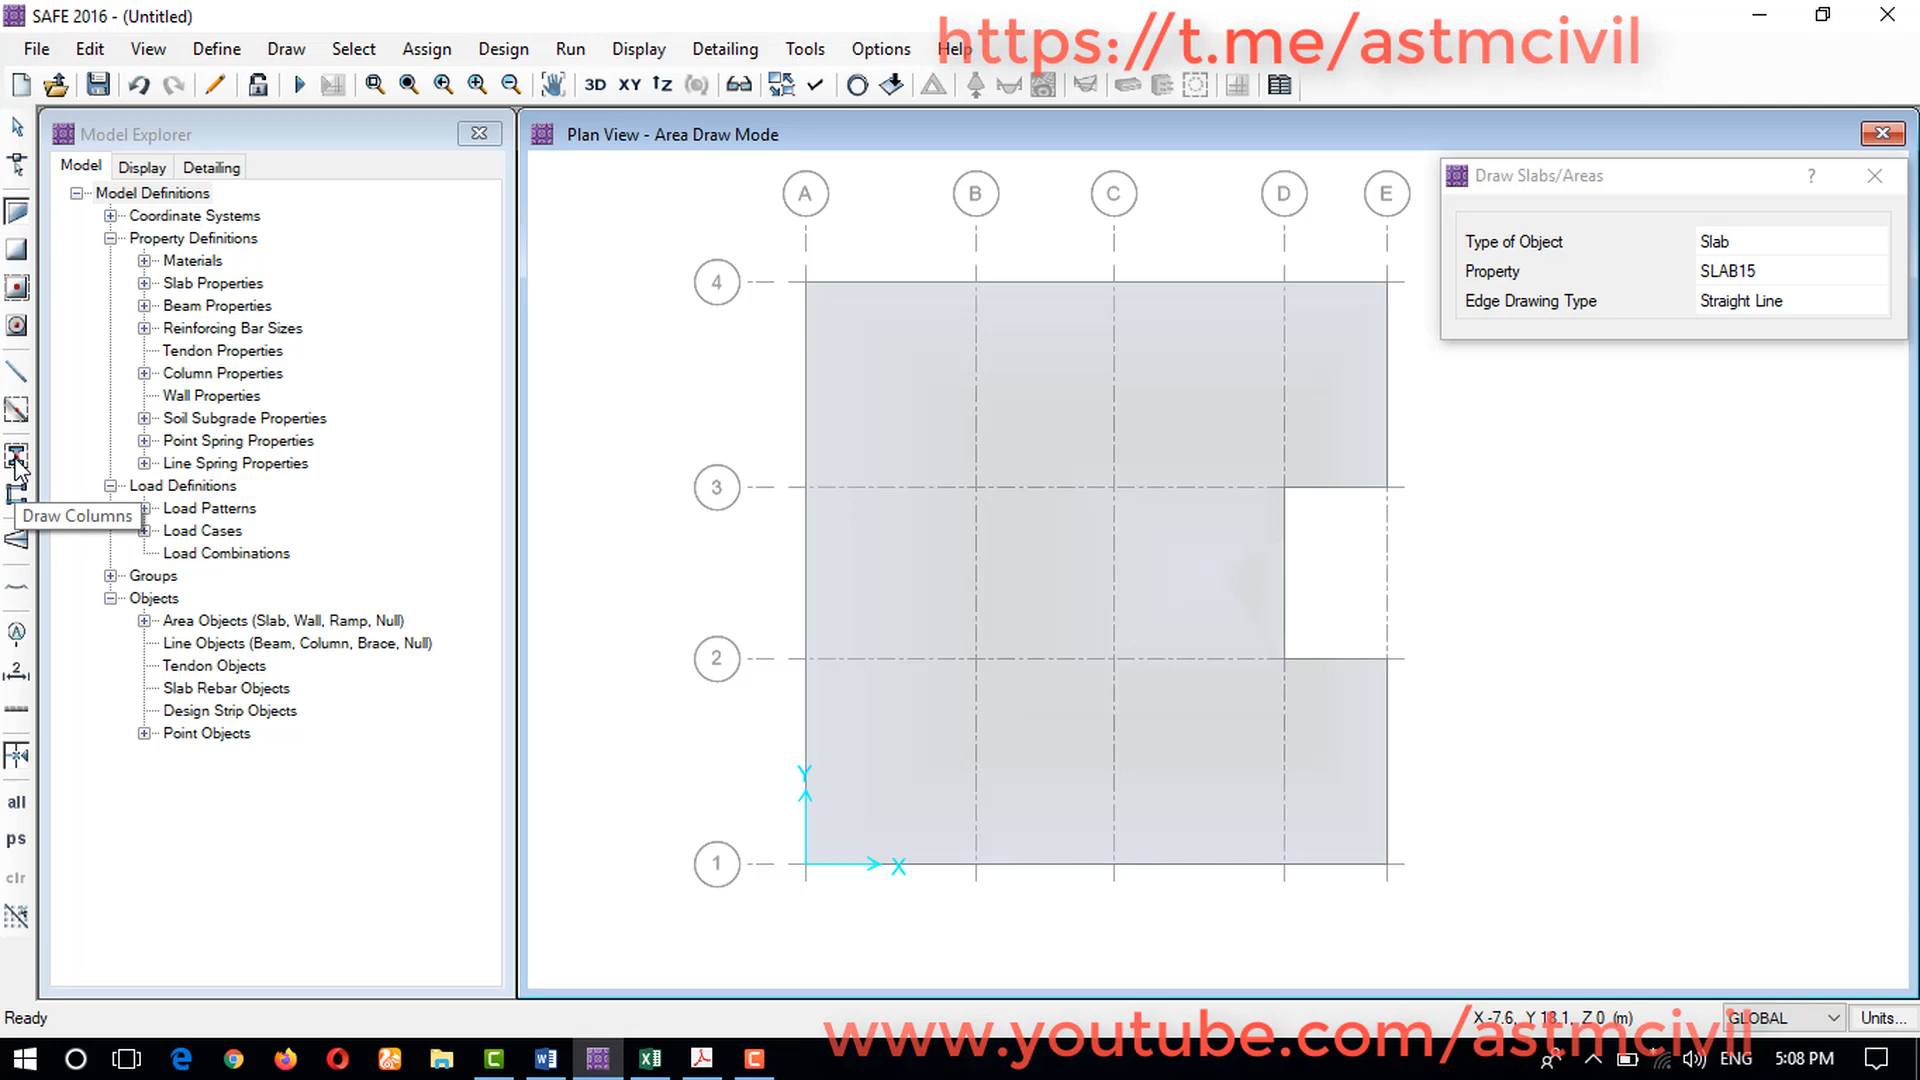 SAFE 2016 - (Untitled)
https://t.me/astmcivil
File Edit View Define Draw Select Assign Design Run Display Detailing Tools Options Help
3D XY
Model Explorer
Model Display Detailing
Model Definitions
Coordinate Systems
Property Definitions
Materials
Slab Properties
Beam Properties
Reinforcing Bar Sizes
Tendon Properties
Column Properties
Wall Properties
Soil Subgrade Properties
Point Spring Properties
Line Spring Properties
Load Definitions
Load Patterns
Load Cases
Load Combinations
Groups
Objects
Area Objects (Slab, Wall, Ramp, Null)
Line Objects (Beam, Column, Brace, Null)
Tendon Objects
Slab Rebar Objects
Design Strip Objects
Point Objects
Draw Columns
all
ps
clr
Plan View - Area Draw Mode
A B C D E
4
3
2
1
Y
X
Draw Slabs/Areas ?
Type of Object Slab
Property SLAB15
Edge Drawing Type Straight Line
Ready
X -7.6, Y 18.1, Z 0 (m) GLOBAL Units...
www.youtube.com/astmcivil
ENG 5:08 PM